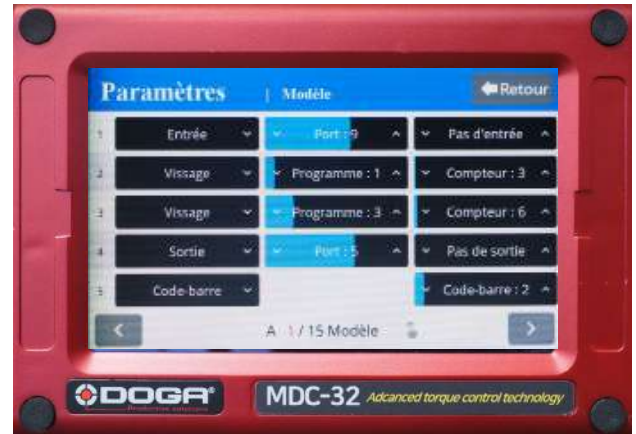 Paramètres | Modèle Retour
1 Entrée Port : 9 Pas d'entrée
2 Vissage Programme : 1 Compteur : 3
3 Vissage Programme : 3 Compteur : 6
4 Sortie Port : 5 Pas de sortie
5 Code-barre Code-barre : 2
A 1 / 15 Modèle
DOGA® MDC-32 Adcanced torque control technology
Productive solutions